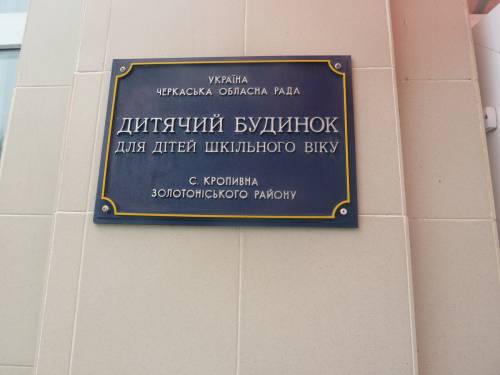 УКРАЇНА
ЧЕРКАСЬКА ОБЛАСНА РАДА
ДИТЯЧИЙ БУДИНОК
ДЛЯ ДІТЕЙ ШКІЛЬНОГО ВІКУ
С. КРОПИВНА
ЗОЛОТОНІСЬКОГО РАЙОНУ